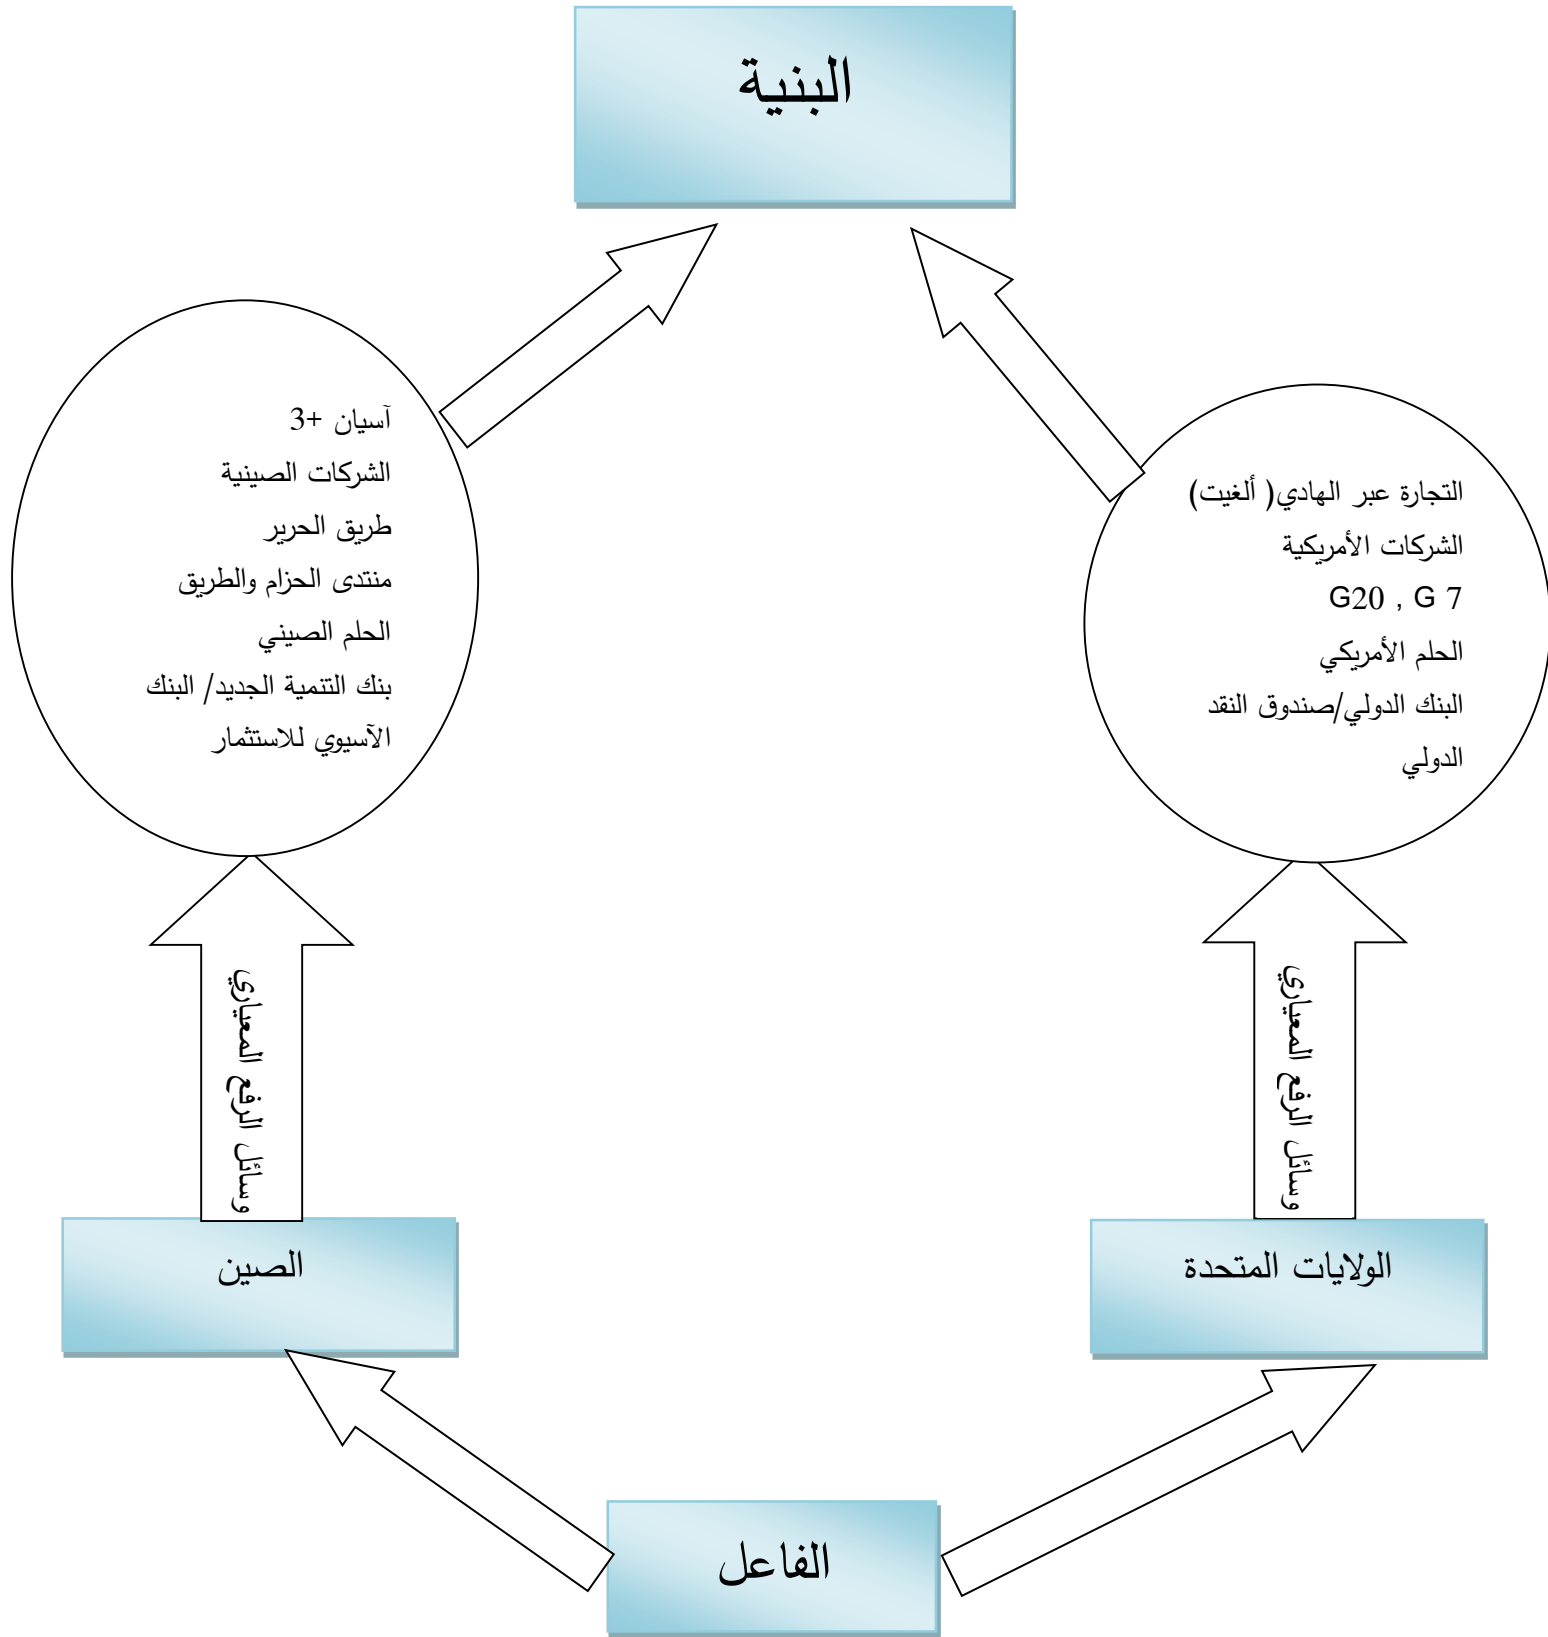 البنية
التجارة عبر الهادي( ألغيت)
الشركات الأمريكية
G20 , G 7
الحلم الأمريكي
البنك الدولي/صندوق النقد
الدولي
آسيان +3
الشركات الصينية
طريق الحرير
منتدى الحزام والطريق
الحلم الصيني
بنك التنمية الجديد/ البنك
الآسيوي للاستثمار
وسائل الرفع المعياري
وسائل الرفع المعياري
الولايات المتحدة
الصين
الفاعل